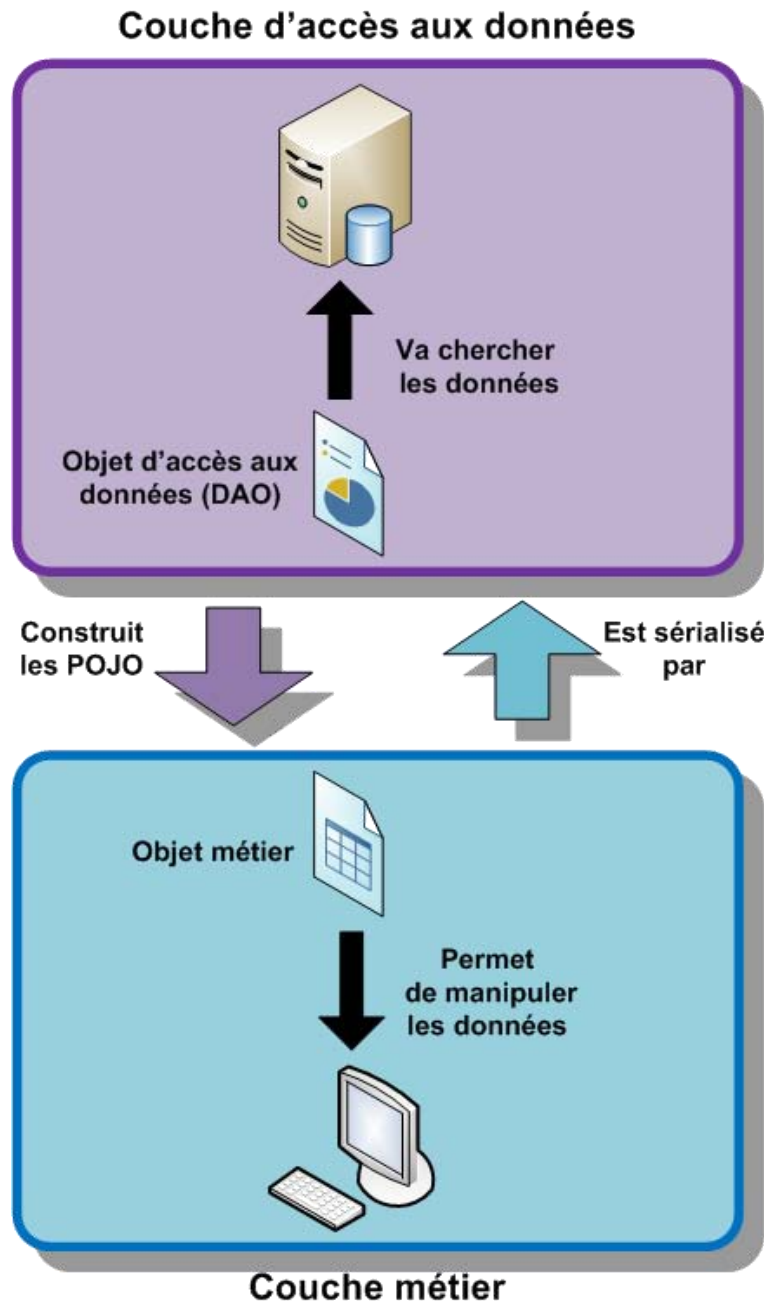 Couche d'accès aux données
Va chercher
les données
Objet d'accès aux
données (DAO)
Construit
les POJO
Est sérialisé
par
Objet métier
Permet
de manipuler
les données
Couche métier